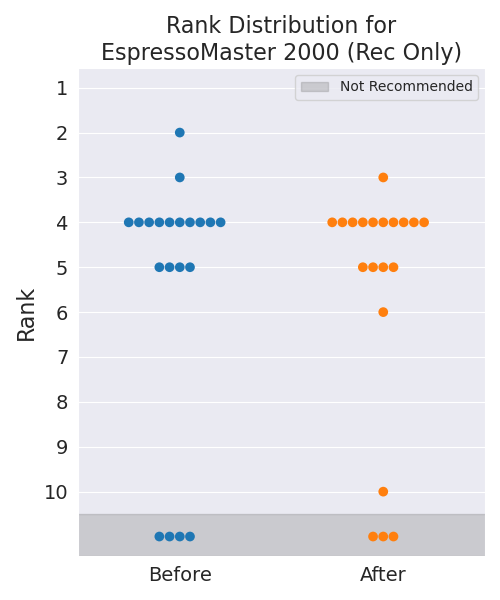 Rank Distribution for
EspressoMaster 2000 (Rec Only)
Not Recommended
1
2
3
4
5
6
7
8
9
10
Rank
Before
After